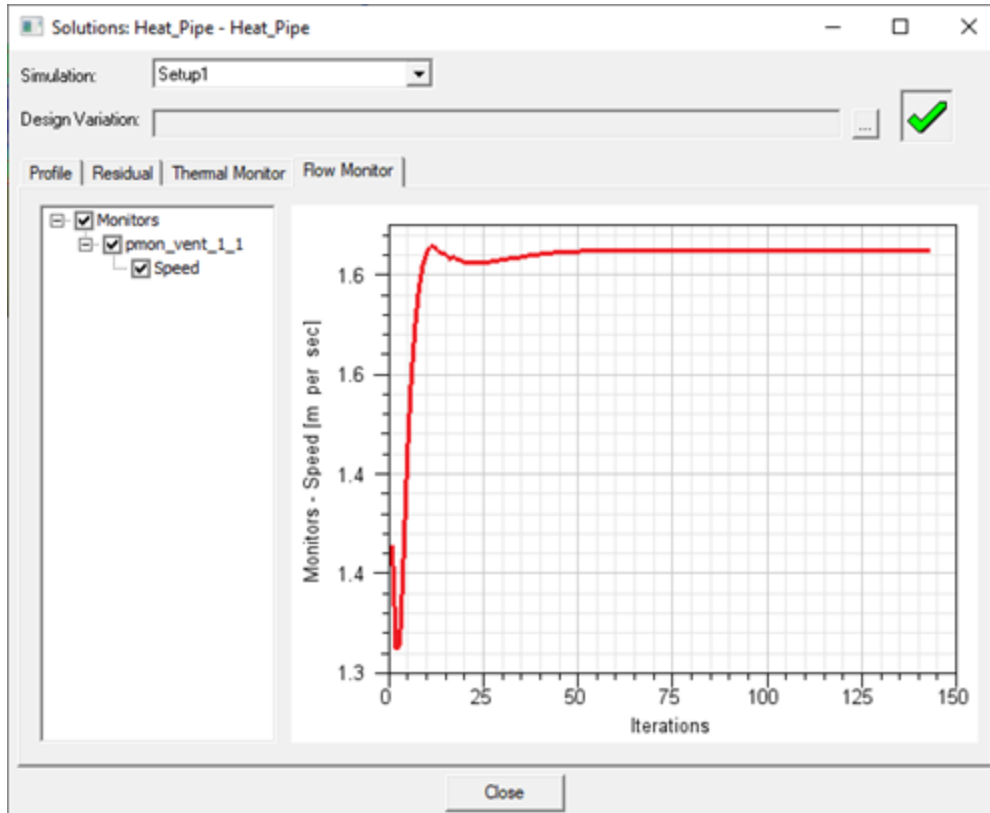 Solutions: Heat_Pipe - Heat_Pipe
Simulation: Setup1
Design Variation: ...
Profile Residual Thermal Monitor Flow Monitor
Monitors
pmon_vent_1_1
Speed
Monitors - Speed [m per sec]
1.6
1.6
1.4
1.4
1.3
0 25 50 75 100 125 150
Iterations
Close